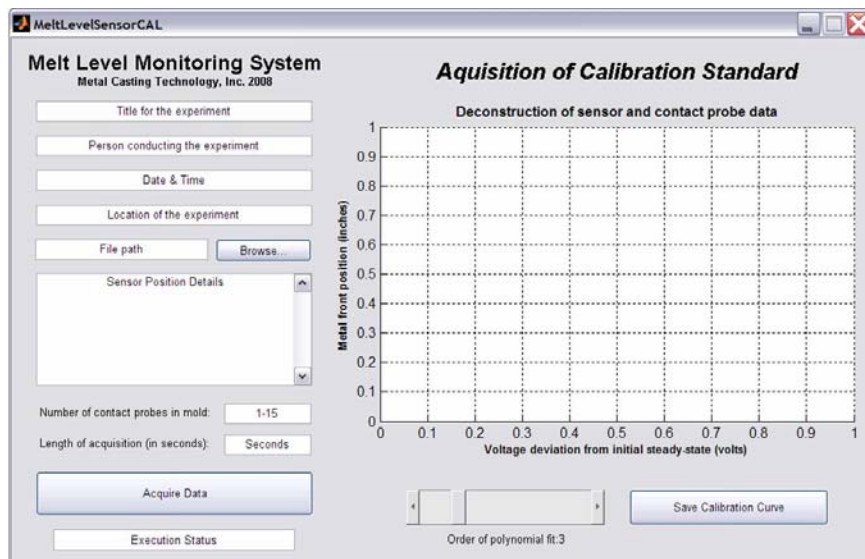 MeltLevelSensorCAL
Melt Level Monitoring System
Metal Casting Technology, Inc. 2008
Title for the experiment
Person conducting the experiment
Date & Time
Location of the experiment
File path
Browse...
Sensor Position Details
Number of contact probes in mold:
1-15
Length of acquisition (in seconds):
Seconds
Acquire Data
Execution Status
Aquisition of Calibration Standard
Deconstruction of sensor and contact probe data
Metal front position (inches)
1
0.9
0.8
0.7
0.6
0.5
0.4
0.3
0.2
0.1
0
0 0.1 0.2 0.3 0.4 0.5 0.6 0.7 0.8 0.9 1
Voltage deviation from initial steady-state (volts)
Order of polynomial fit:3
Save Calibration Curve